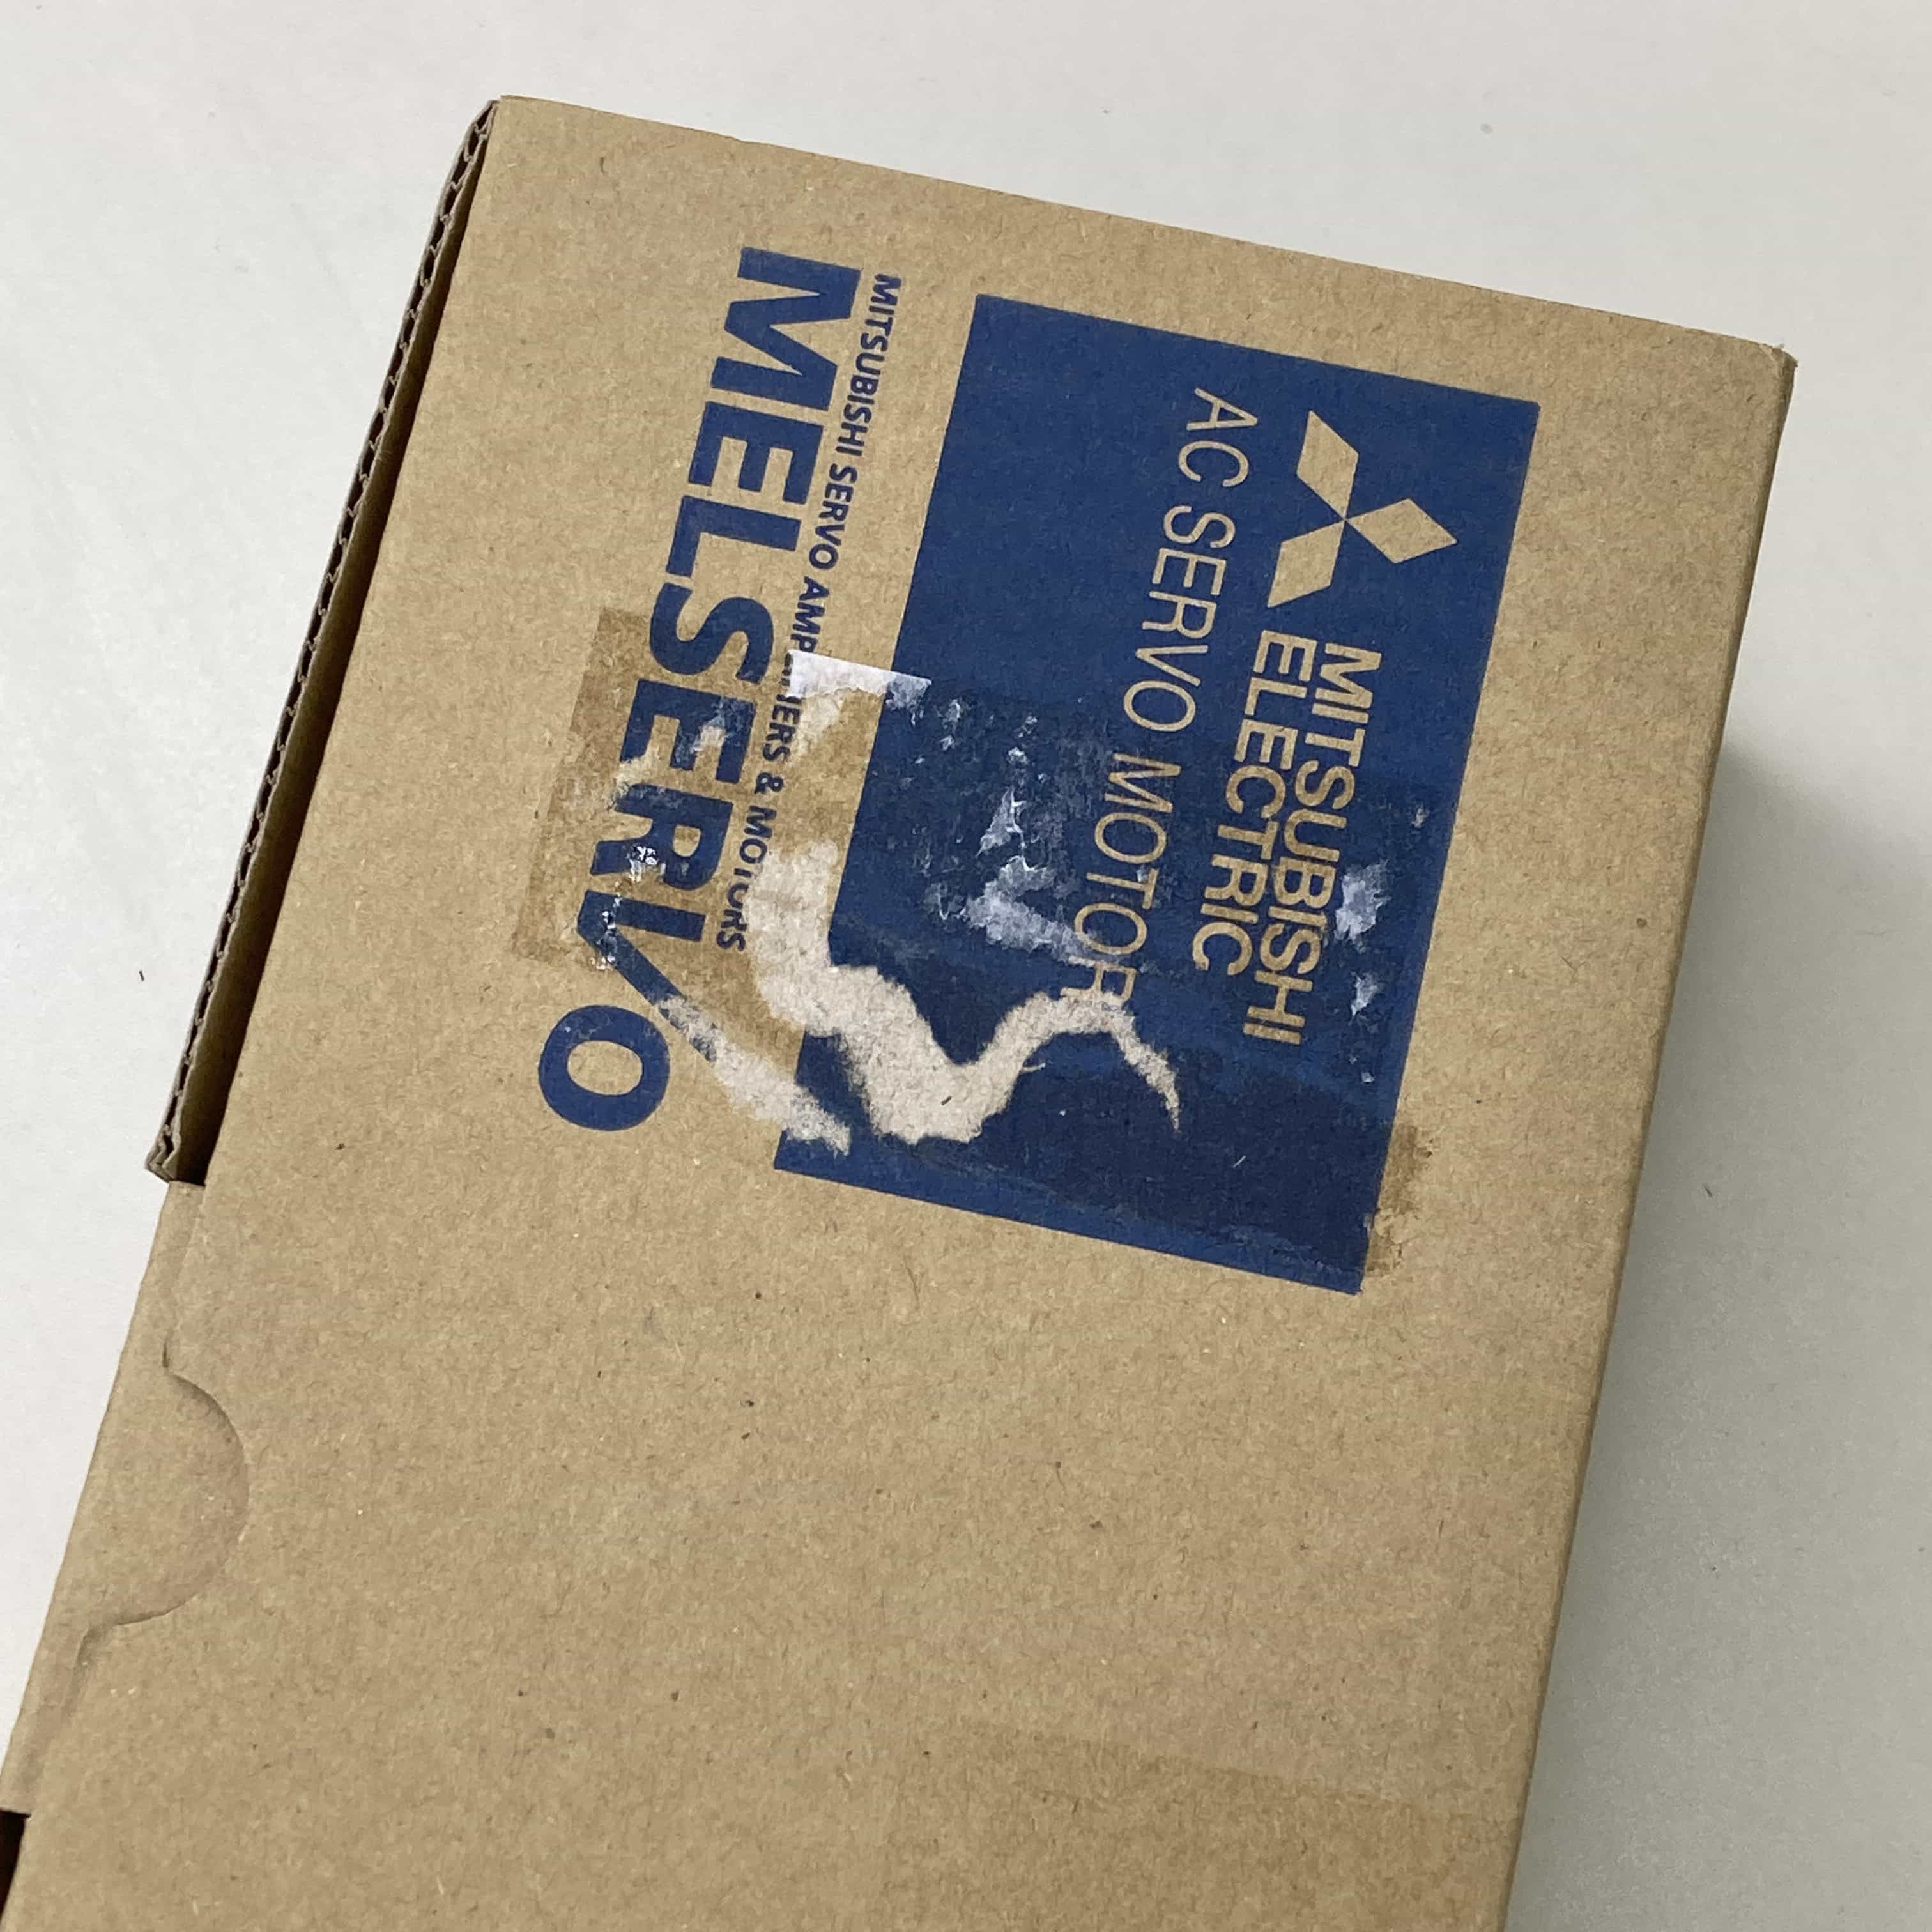 MITSUBISHI
ELECTRIC
AC SERVO MOTOR
MITSUBISHI SERVO AMPLIFIERS & MOTORS
MELSERVO